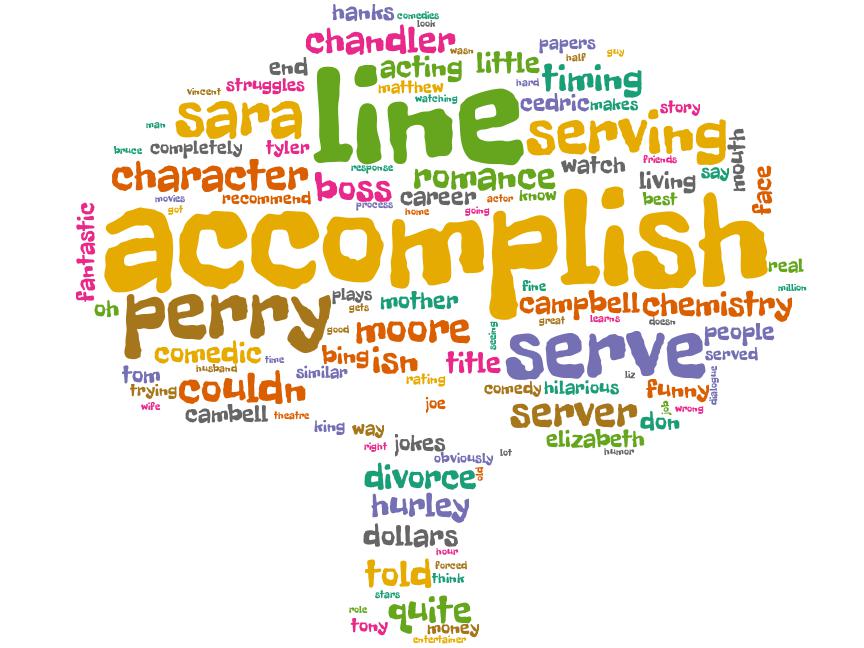 hanks comedies
look
chandler wasn papers
half guy
end acting little timing
struggles matthew hard
vincent watching cedric makes story
sara line serving
man
bruce completely tyler mouth
response friends
character boss romance watch living say face
movies recommend process career actor know best
got home going
fantastic accomplish real
million
oh perry plays mother fine campbell chemistry
gets
good moore seeing great learns doesn people
comedic time bing isn title serve served
husband
tom similar liz dialogue
trying couldn rating comedy hilarious funny
wife cambell theatre joe server job wrong
don
king way elizabeth
right jokes lot humor
obviously
divorce old
hurley
dollars
hour
told forced
think
stars
role quite
tony money
entertainer